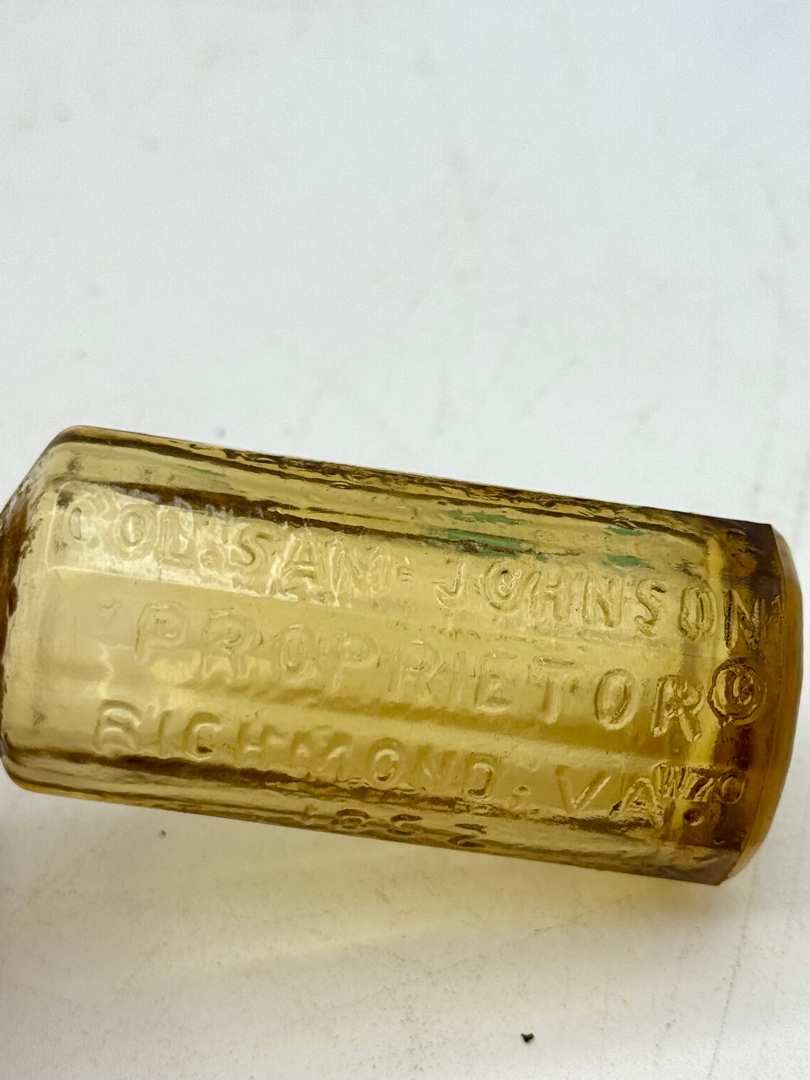 COL. SAM JOHNSON
PROPRIETOR
RICHMOND, VA.